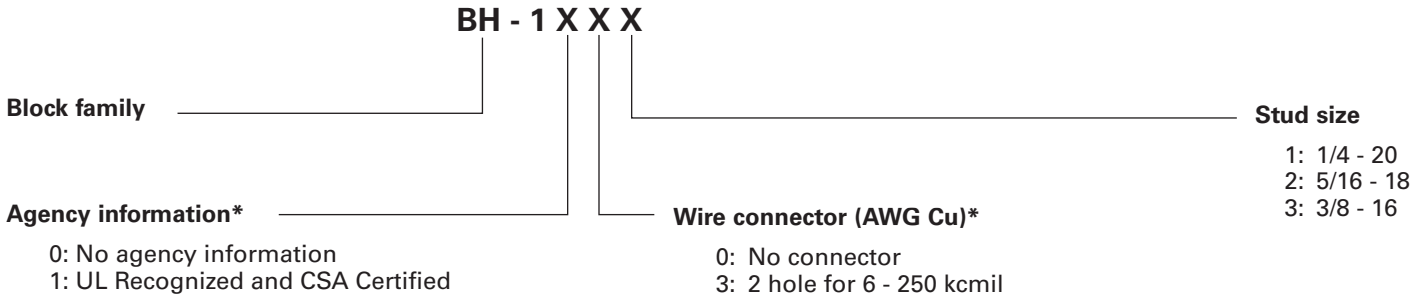 BH - 1 X X X
Block family
Stud size
1: 1/4 - 20
2: 5/16 - 18
3: 3/8 - 16
Agency information*
0: No agency information
1: UL Recognized and CSA Certified
Wire connector (AWG Cu)*
0: No connector
3: 2 hole for 6 - 250 kcmil